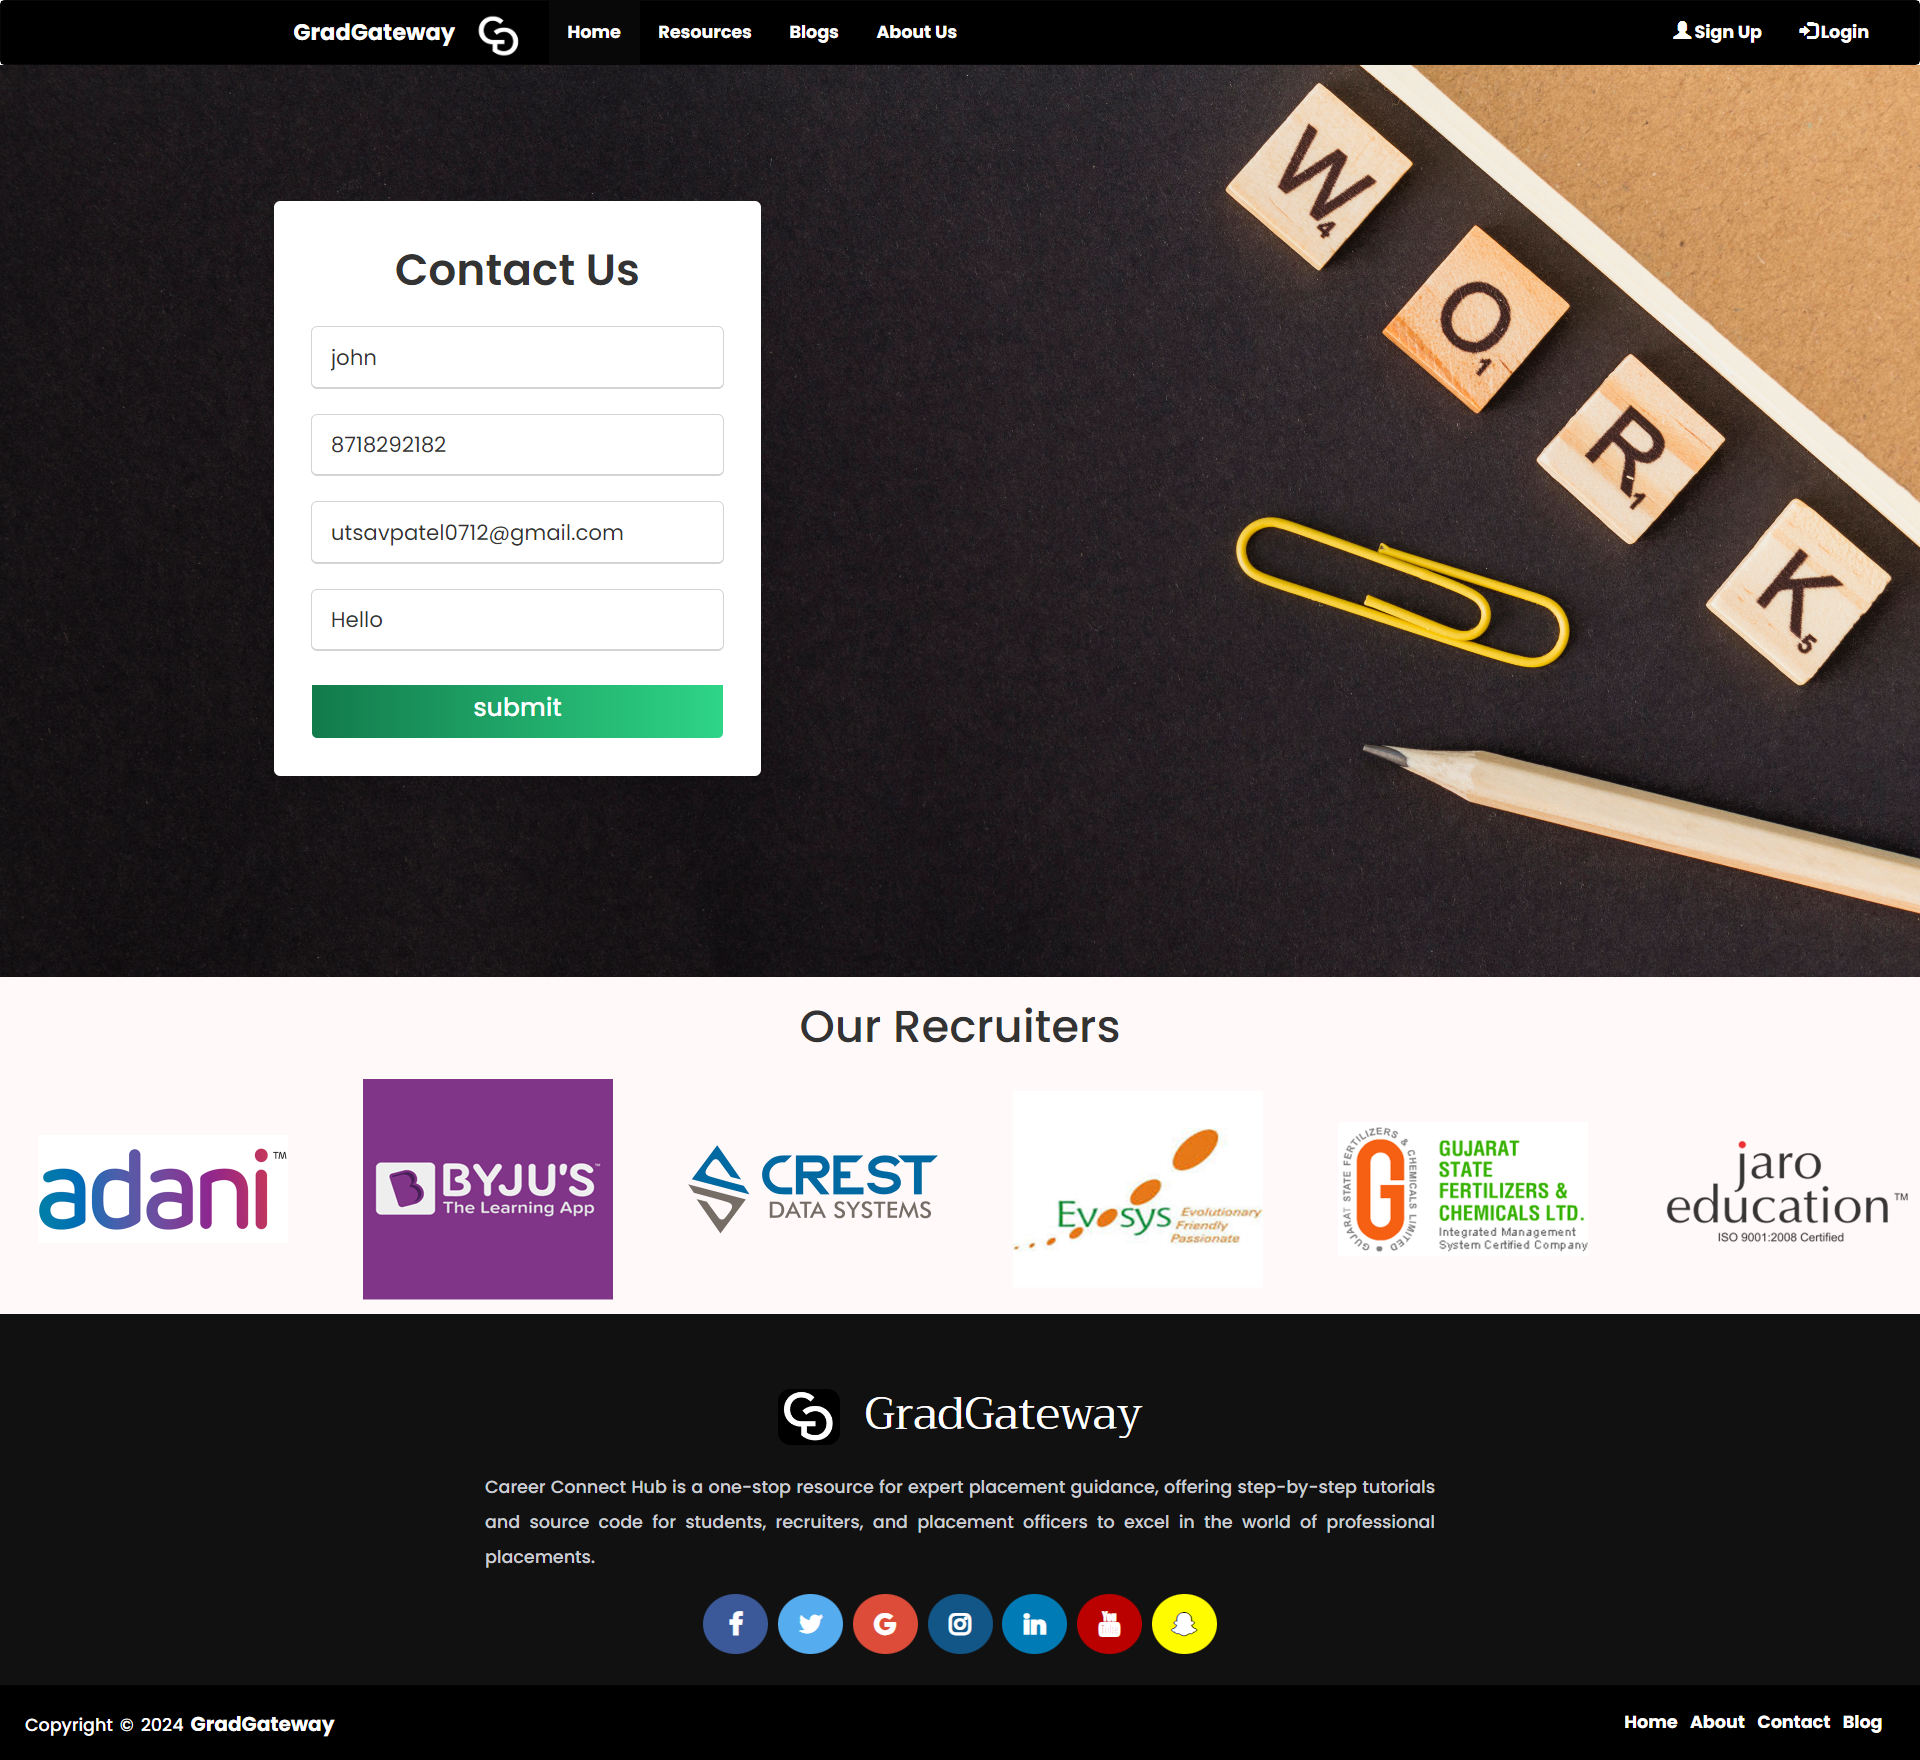 GradGateway
Home
Resources
Blogs
About Us
Sign Up
Login
W
4
O
1
R
1
K
5
Contact Us
john
8718292182
utsavpatel0712@gmail.com
Hello
submit
Our Recruiters
adani TM
BYJU'S TM
The Learning App
CREST
DATA SYSTEMS
Evosys
Evolutionary
Friendly
Passionate
GUJARAT STATE FERTILIZERS & CHEMICALS LIMITED
G
GUJARAT
STATE
FERTILIZERS &
CHEMICALS LTD.
Integrated Management
System Certified Company
jaro
education TM
ISO 9001:2008 Certified
GradGateway
Career Connect Hub is a one-stop resource for expert placement guidance, offering step-by-step tutorials
and source code for students, recruiters, and placement officers to excel in the world of professional
placements.
Copyright © 2024 GradGateway
Home About Contact Blog